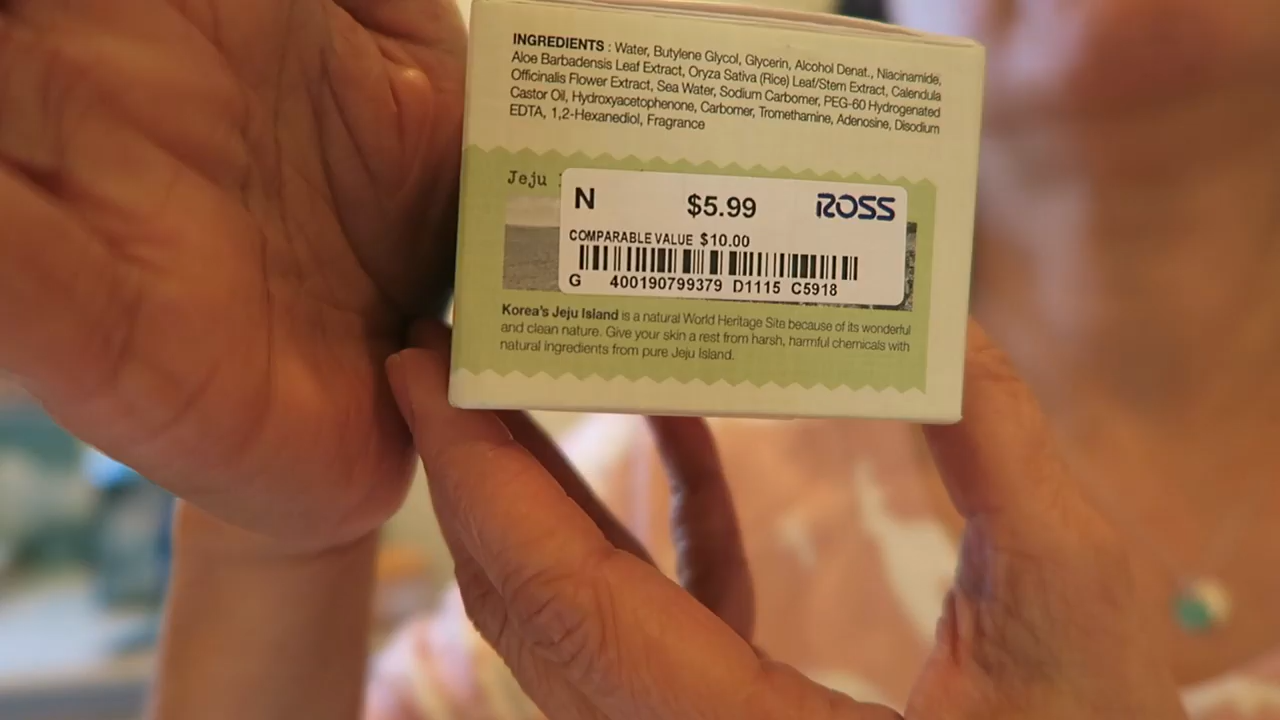 INGREDIENTS : Water, Butylene Glycol, Glycerin, Alcohol Denat., Niacinamide,
Aloe Barbadensis Leaf Extract, Oryza Sativa (Rice) Leaf/Stem Extract, Calendula
Officinalis Flower Extract, Sea Water, Sodium Carbomer, PEG-60 Hydrogenated
Castor Oil, Hydroxyacetophenone, Carbomer, Tromethamine, Adenosine, Disodium
EDTA, 1,2-Hexanediol, Fragrance
Jeju
N $5.99 ROSS
COMPARABLE VALUE $10.00
G 400190799379 D1115 C5918
Korea's Jeju Island is a natural World Heritage Site because of its wonderful
and clean nature. Give your skin a rest from harsh, harmful chemicals with
natural ingredients from pure Jeju Island.